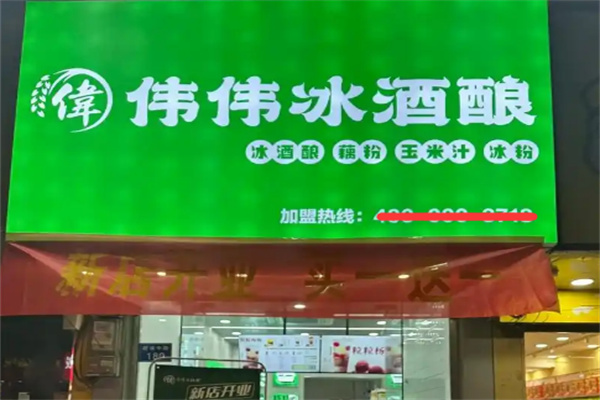 偉
伟伟冰酒酿
冰酒酿 藕粉 玉米汁 冰粉
加盟热线：
新店开业 买一送一
189
粒粒杨
新店开业